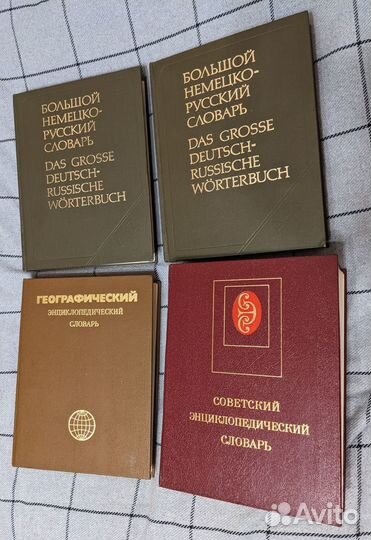 БОЛЬШОЙ
НЕМЕЦКО-
РУССКИЙ
СЛОВАРЬ
DAS GROSSE
DEUTSCH-
RUSSISCHE
WÖRTERBUCH
БОЛЬШОЙ
НЕМЕЦКО-
РУССКИЙ
СЛОВАРЬ
DAS GROSSE
DEUTSCH-
RUSSISCHE
WÖRTERBUCH
ГЕОГРАФИЧЕСКИЙ
ЭНЦИКЛОПЕДИЧЕСКИЙ
СЛОВАРЬ
СЭС
СОВЕТСКИЙ
ЭНЦИКЛОПЕДИЧЕСКИЙ
СЛОВАРЬ
Avito